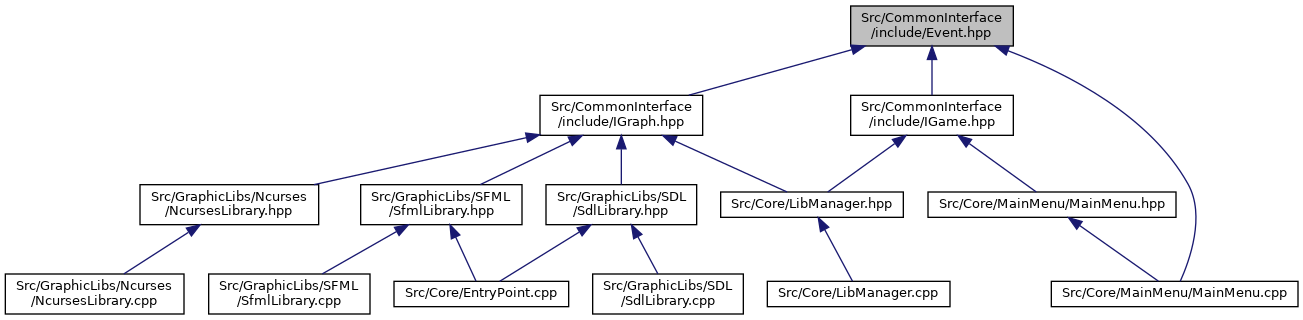 Src/CommonInterface
/include/Event.hpp
Src/CommonInterface
/include/IGraph.hpp
Src/CommonInterface
/include/IGame.hpp
Src/GraphicLibs/Ncurses
/NcursesLibrary.hpp
Src/GraphicLibs/SFML
/SfmlLibrary.hpp
Src/GraphicLibs/SDL
/SdlLibrary.hpp
Src/Core/LibManager.hpp
Src/Core/MainMenu/MainMenu.hpp
Src/GraphicLibs/Ncurses
/NcursesLibrary.cpp
Src/GraphicLibs/SFML
/SfmlLibrary.cpp
Src/Core/EntryPoint.cpp
Src/GraphicLibs/SDL
/SdlLibrary.cpp
Src/Core/LibManager.cpp
Src/Core/MainMenu/MainMenu.cpp